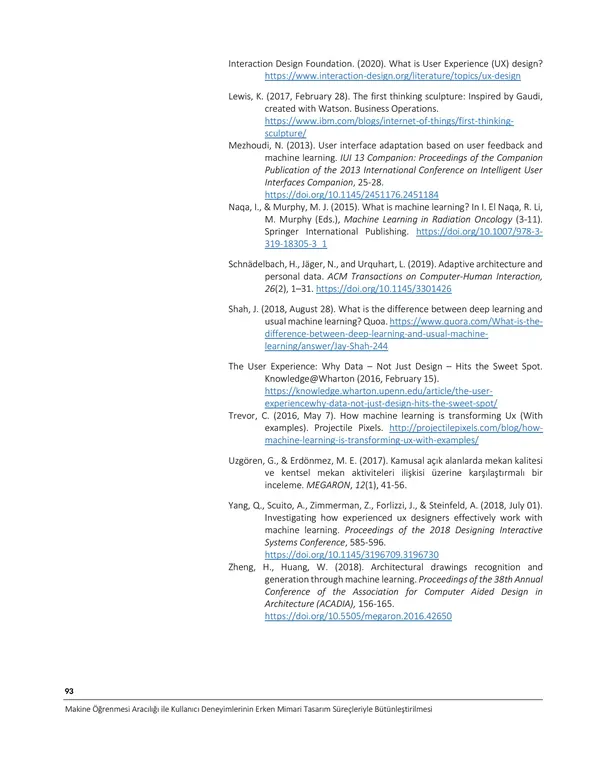 Interaction Design Foundation. (2020). What is User Experience (UX) design?
https://www.interaction-design.org/literature/topics/ux-design
Lewis, K. (2017, February 28). The first thinking sculpture: Inspired by Gaudi,
created with Watson. Business Operations.
https://www.ibm.com/blogs/internet-of-things/first-thinking-
sculpture/
Mezhoudi, N. (2013). User interface adaptation based on user feedback and
machine learning. IUI 13 Companion: Proceedings of the Companion
Publication of the 2013 International Conference on Intelligent User
Interfaces Companion, 25-28.
https://doi.org/10.1145/2451176.2451184
Naqa, I., & Murphy, M. J. (2015). What is machine learning? In I. El Naqa, R. Li,
M. Murphy (Eds.), Machine Learning in Radiation Oncology (3-11).
Springer International Publishing. https://doi.org/10.1007/978-3-
319-18305-3_1
Schnädelbach, H., Jäger, N., and Urquhart, L. (2019). Adaptive architecture and
personal data. ACM Transactions on Computer-Human Interaction,
26(2), 1–31. https://doi.org/10.1145/3301426
Shah, J. (2018, August 28). What is the difference between deep learning and
usual machine learning? Quoa. https://www.quora.com/What-is-the-
difference-between-deep-learning-and-usual-machine-
learning/answer/Jay-Shah-244
The User Experience: Why Data – Not Just Design – Hits the Sweet Spot.
Knowledge@Wharton (2016, February 15).
https://knowledge.wharton.upenn.edu/article/the-user-
experiencewhy-data-not-just-design-hits-the-sweet-spot/
Trevor, C. (2016, May 7). How machine learning is transforming Ux (With
examples). Projectile Pixels. http://projectilepixels.com/blog/how-
machine-learning-is-transforming-ux-with-examples/
Uzgören, G., & Erdönmez, M. E. (2017). Kamusal açık alanlarda mekan kalitesi
ve kentsel mekan aktiviteleri ilişkisi üzerine karşılaştırmalı bir
inceleme. MEGARON, 12(1), 41-56.
Yang, Q., Scuito, A., Zimmerman, Z., Forlizzi, J., & Steinfeld, A. (2018, July 01).
Investigating how experienced ux designers effectively work with
machine learning. Proceedings of the 2018 Designing Interactive
Systems Conference, 585-596.
https://doi.org/10.1145/3196709.3196730
Zheng, H., Huang, W. (2018). Architectural drawings recognition and
generation through machine learning. Proceedings of the 38th Annual
Conference of the Association for Computer Aided Design in
Architecture (ACADIA), 156-165.
https://doi.org/10.5505/megaron.2016.42650
93
Makine Öğrenmesi Aracılığı ile Kullanıcı Deneyimlerinin Erken Mimari Tasarım Süreçleriyle Bütünleştirilmesi